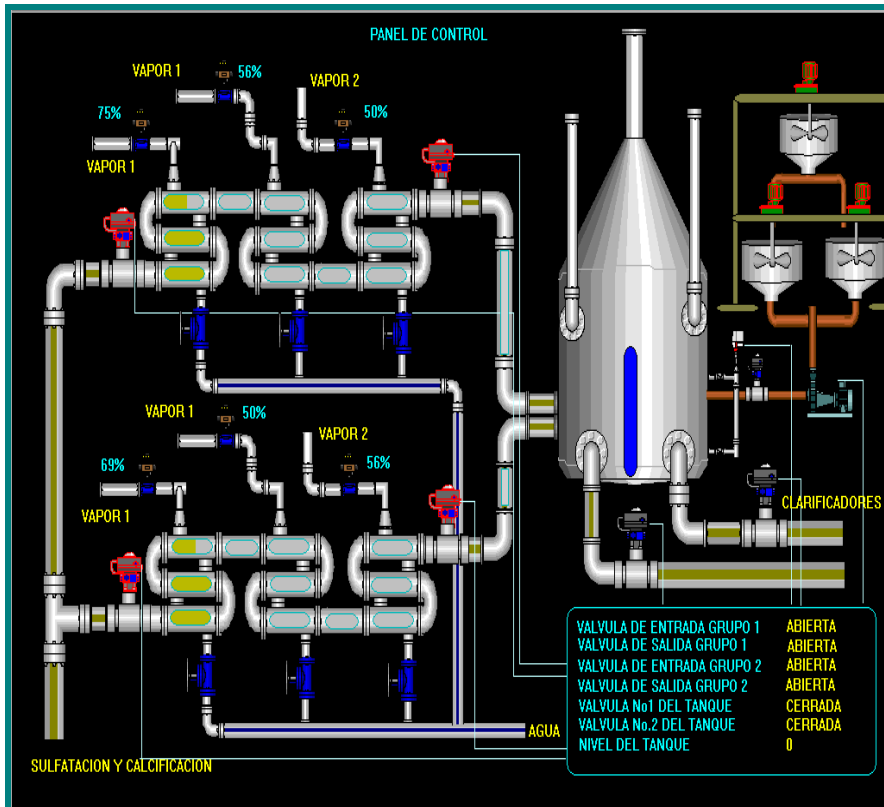 PANEL DE CONTROL
VAPOR 1
56%
VAPOR 2
75%
50%
VAPOR 1
VAPOR 1
50%
VAPOR 2
69%
56%
VAPOR 1
CLARIFICADORES
VALVULA DE ENTRADA GRUPO 1 ABIERTA
VALVULA DE SALIDA GRUPO 1 ABIERTA
VALVULA DE ENTRADA GRUPO 2 ABIERTA
VALVULA DE SALIDA GRUPO 2 ABIERTA
VALVULA No1 DEL TANQUE CERRADA
VALVULA No.2 DEL TANQUE CERRADA
NIVEL DEL TANQUE 0
AGUA
SULFATACION Y CALCIFICACION